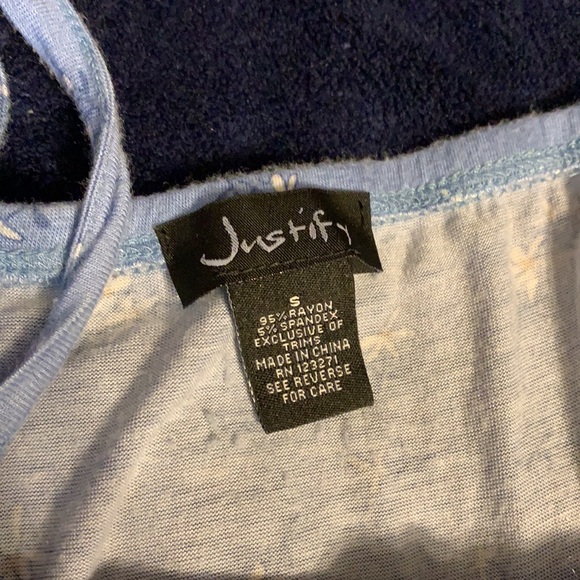 Justify
S
95% RAYON
5% SPANDEX
EXCLUSIVE OF
TRIMS
MADE IN CHINA
RN 123271
SEE REVERSE
FOR CARE